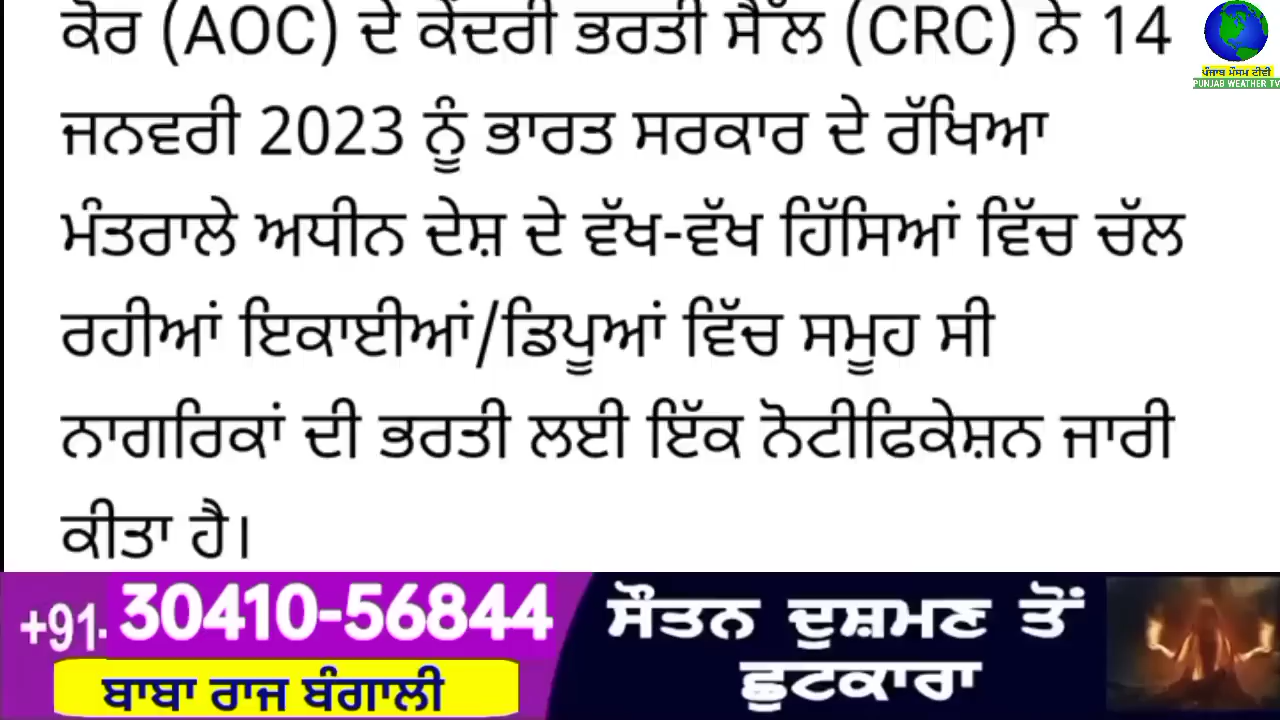 ਕੋਰ (AOC) ਦੇ ਕੇਂਦਰੀ ਭਰਤੀ ਸੈੱਲ (CRC) ਨੇ 14
ਜਨਵਰੀ 2023 ਨੂੰ ਭਾਰਤ ਸਰਕਾਰ ਦੇ ਰੱਖਿਆ
ਮੰਤਰਾਲੇ ਅਧੀਨ ਦੇਸ਼ ਦੇ ਵੱਖ-ਵੱਖ ਹਿੱਸਿਆਂ ਵਿੱਚ ਚੱਲ
ਰਹੀਆਂ ਇਕਾਈਆਂ/ਡਿਪੂਆਂ ਵਿੱਚ ਸਮੂਹ ਸੀ
ਨਾਗਰਿਕਾਂ ਦੀ ਭਰਤੀ ਲਈ ਇੱਕ ਨੋਟੀਫਿਕੇਸ਼ਨ ਜਾਰੀ
ਕੀਤਾ ਹੈ।
ਪੰਜਾਬ ਮੌਸਮ ਟੀਵੀ
PUNJAB WEATHER TV
+91- 30410-56844
ਬਾਬਾ ਰਾਜ ਬੰਗਾਲੀ
ਸੌਤਨ ਦੁਸ਼ਮਣ ਤੋਂ
ਛੁਟਕਾਰਾ